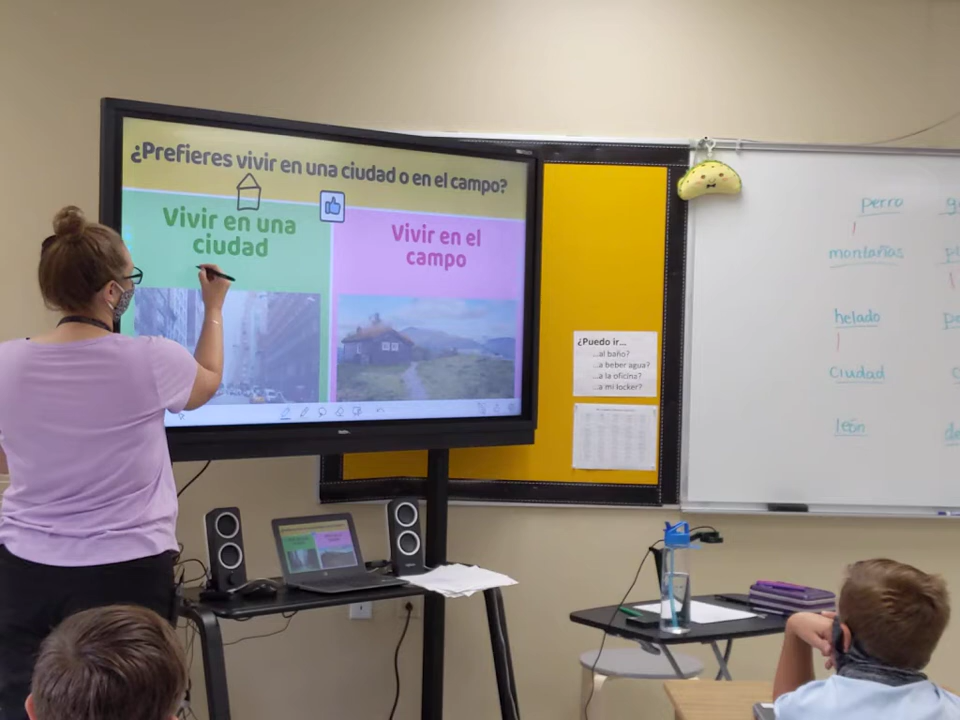 ¿Prefieres vivir en una ciudad o en el campo?
Vivir en una
ciudad
Vivir en el
campo
¿Puedo ir...
...al baño?
...a beber agua?
...a la oficina?
...a mi locker?
perro
montañas
helado
ciudad
león